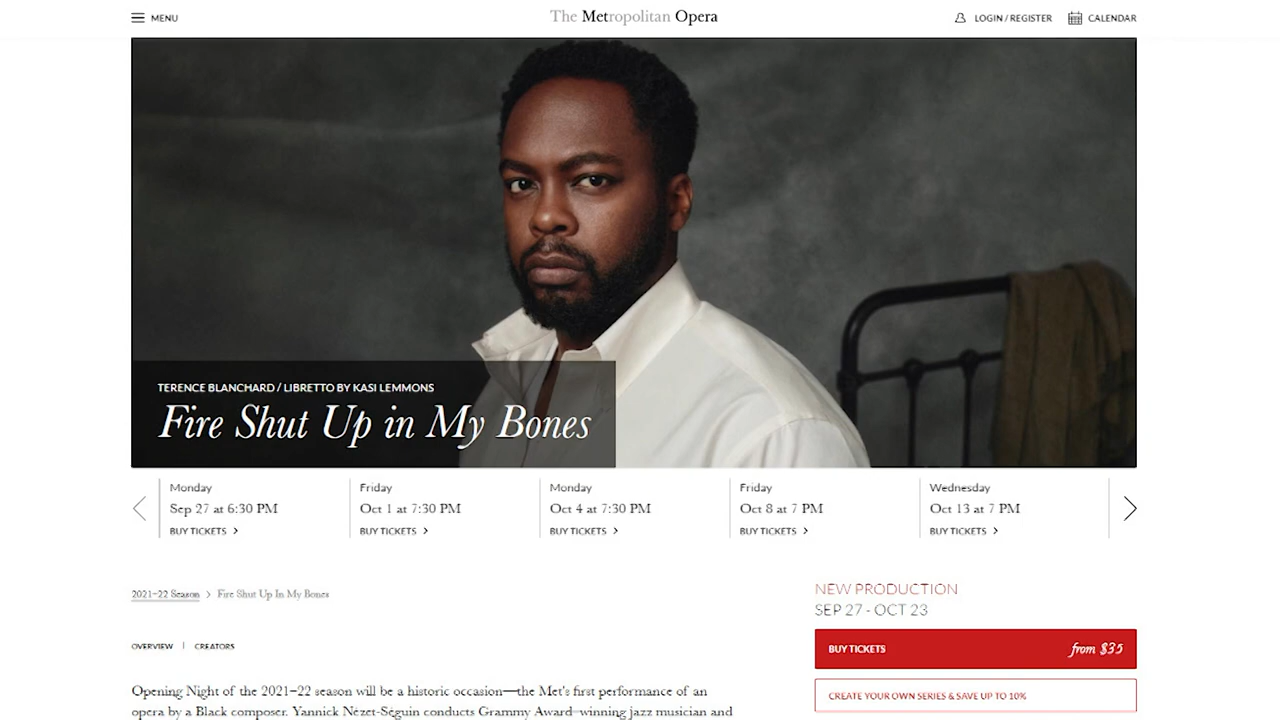 MENU
The Metropolitan Opera
LOGIN / REGISTER
CALENDAR
TERENCE BLANCHARD / LIBRETTO BY KASI LEMMONS
Fire Shut Up in My Bones
Monday
Sep 27 at 6:30 PM
BUY TICKETS >
Friday
Oct 1 at 7:30 PM
BUY TICKETS >
Monday
Oct 4 at 7:30 PM
BUY TICKETS >
Friday
Oct 8 at 7 PM
BUY TICKETS >
Wednesday
Oct 13 at 7 PM
BUY TICKETS >
2021–22 Season > Fire Shut Up In My Bones
NEW PRODUCTION
SEP 27 - OCT 23
BUY TICKETS from $35
CREATE YOUR OWN SERIES & SAVE UP TO 10%
OVERVIEW | CREATORS
Opening Night of the 2021–22 season will be a historic occasion—the Met's first performance of an
opera by a Black composer. Yannick Nézet-Séguin conducts Grammy Award–winning jazz musician and